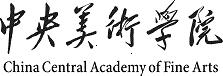 中央美術學院
China Central Academy of Fine Arts